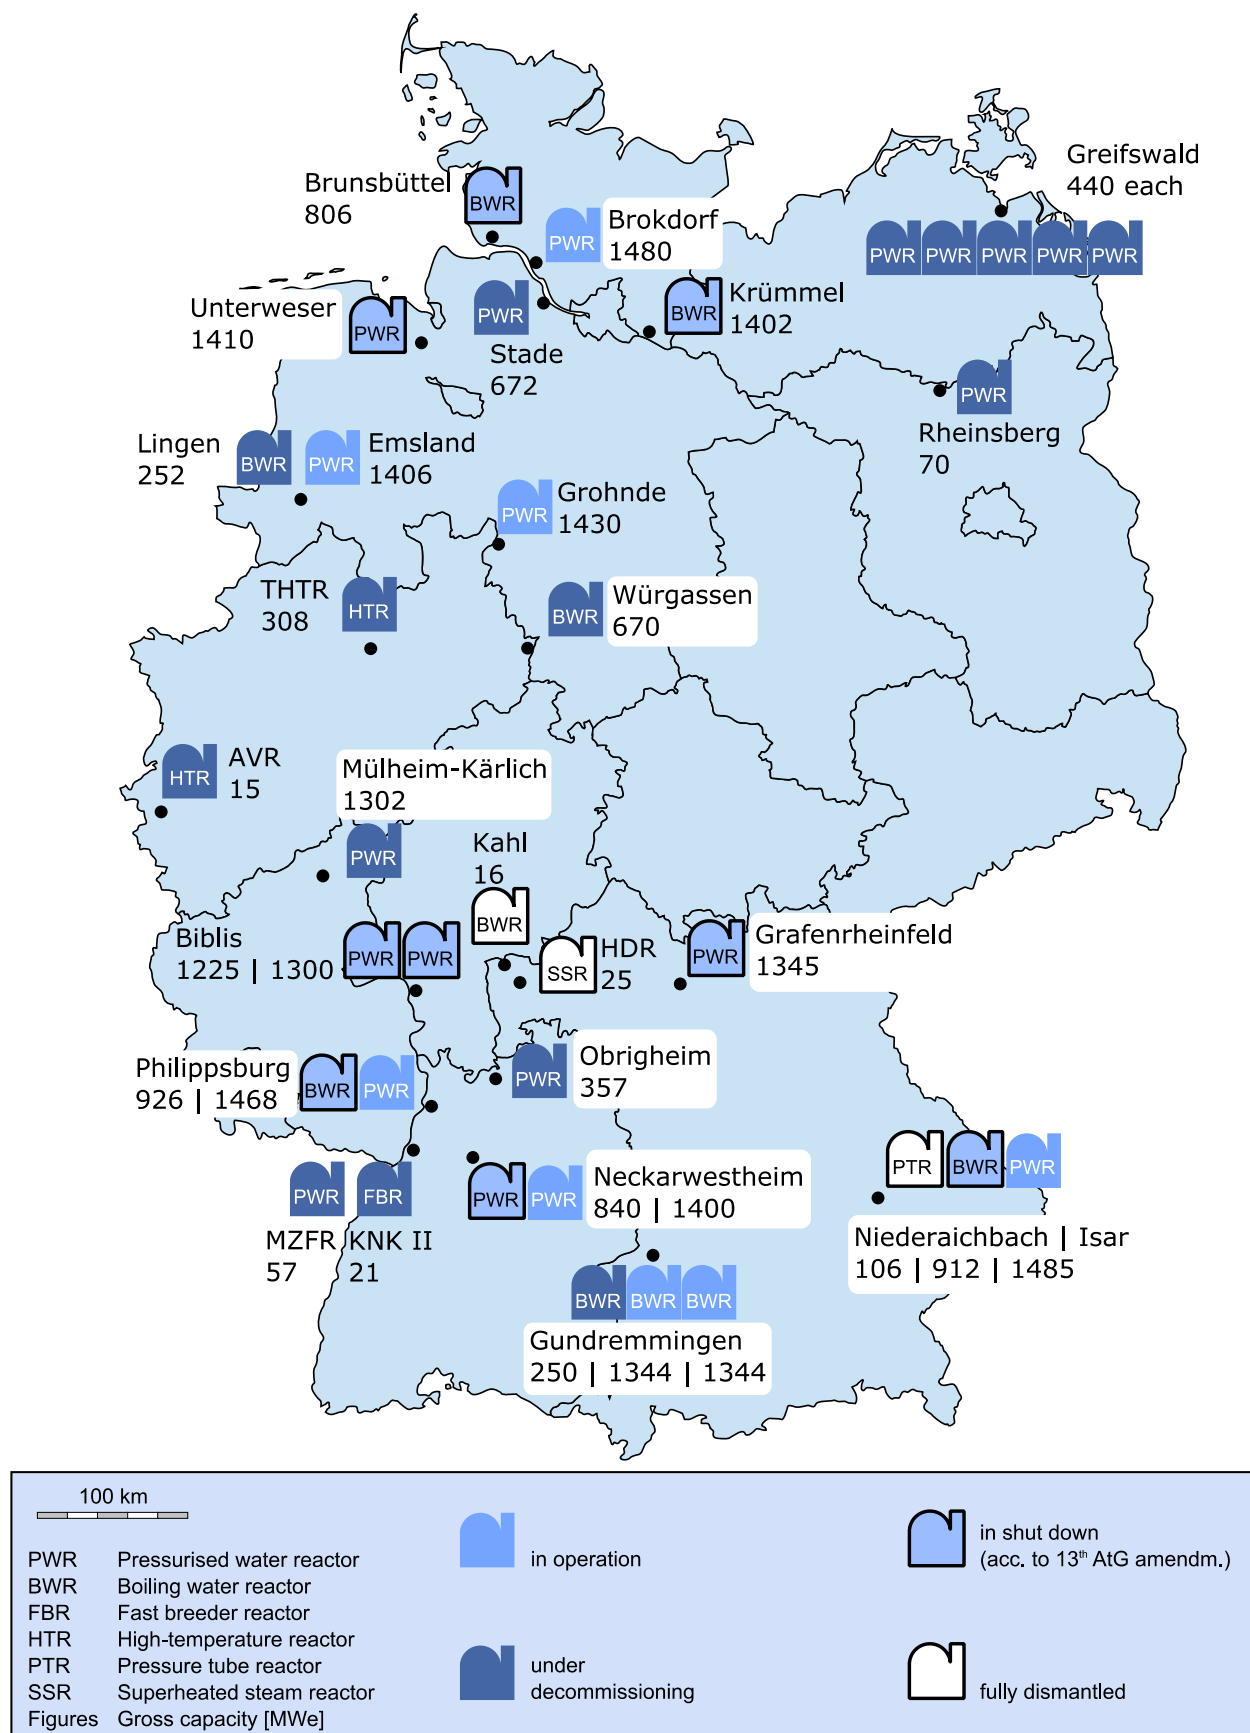 Greifswald
440 each
PWR PWR PWR PWR PWR
Brunsbüttel
806
BWR
PWR
Brokdorf
1480
Unterweser
1410
PWR
PWR
Stade
672
BWR
Krümmel
1402
PWR
Rheinsberg
70
Lingen
252
BWR
PWR
Emsland
1406
PWR
Grohnde
1430
THTR
308
HTR
BWR
Würgassen
670
HTR
AVR
15
Mülheim-Kärlich
1302
PWR
Kahl
16
BWR
Biblis
1225 | 1300
PWR PWR
SSR
HDR
25
PWR
Grafenrheinfeld
1345
Philippsburg
926 | 1468
BWR PWR
PWR
Obrigheim
357
PWR FBR
MZFR KNK II
57 21
PWR PWR
Neckarwestheim
840 | 1400
PTR BWR PWR
Niederaichbach | Isar
106 | 912 | 1485
BWR BWR BWR
Gundremmingen
250 | 1344 | 1344
100 km
PWR Pressurised water reactor
BWR Boiling water reactor
FBR Fast breeder reactor
HTR High-temperature reactor
PTR Pressure tube reactor
SSR Superheated steam reactor
Figures Gross capacity [MWe]
in operation
under
decommissioning
in shut down
(acc. to 13th AtG amendm.)
fully dismantled